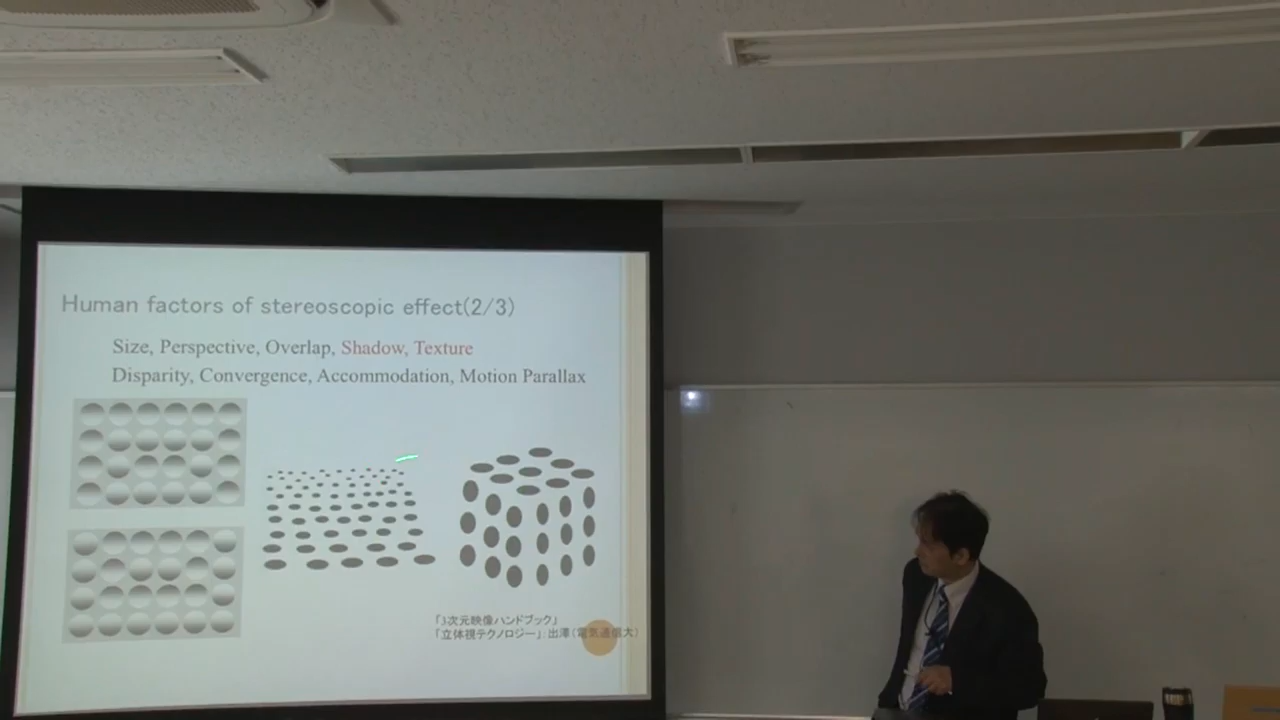 Human factors of stereoscopic effect(2/3)
Size, Perspective, Overlap, Shadow, Texture
Disparity, Convergence, Accommodation, Motion Parallax
「3次元映像ハンドブック」
「立体視テクノロジー」：出澤（電気通信大）